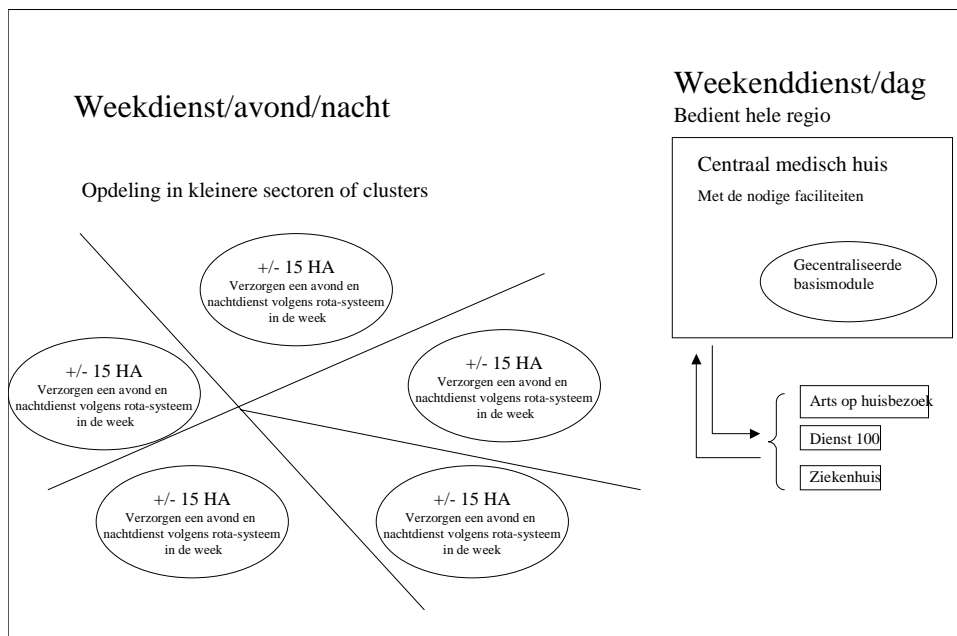 Weekdienst/avond/nacht
Opdeling in kleinere sectoren of clusters
+/- 15 HA
Verzorgen een avond en
nachtdienst volgens rota-systeem
in de week
+/- 15 HA
Verzorgen een avond en
nachtdienst volgens rota-systeem
in de week
+/- 15 HA
Verzorgen een avond en
nachtdienst volgens rota-systeem
in de week
+/- 15 HA
Verzorgen een avond en
nachtdienst volgens rota-systeem
in de week
+/- 15 HA
Verzorgen een avond en
nachtdienst volgens rota-systeem
in de week
Weekenddienst/dag
Bedient hele regio
Centraal medisch huis
Met de nodige faciliteiten
Gecentraliseerde
basismodule
Arts op huisbezoek
Dienst 100
Ziekenhuis